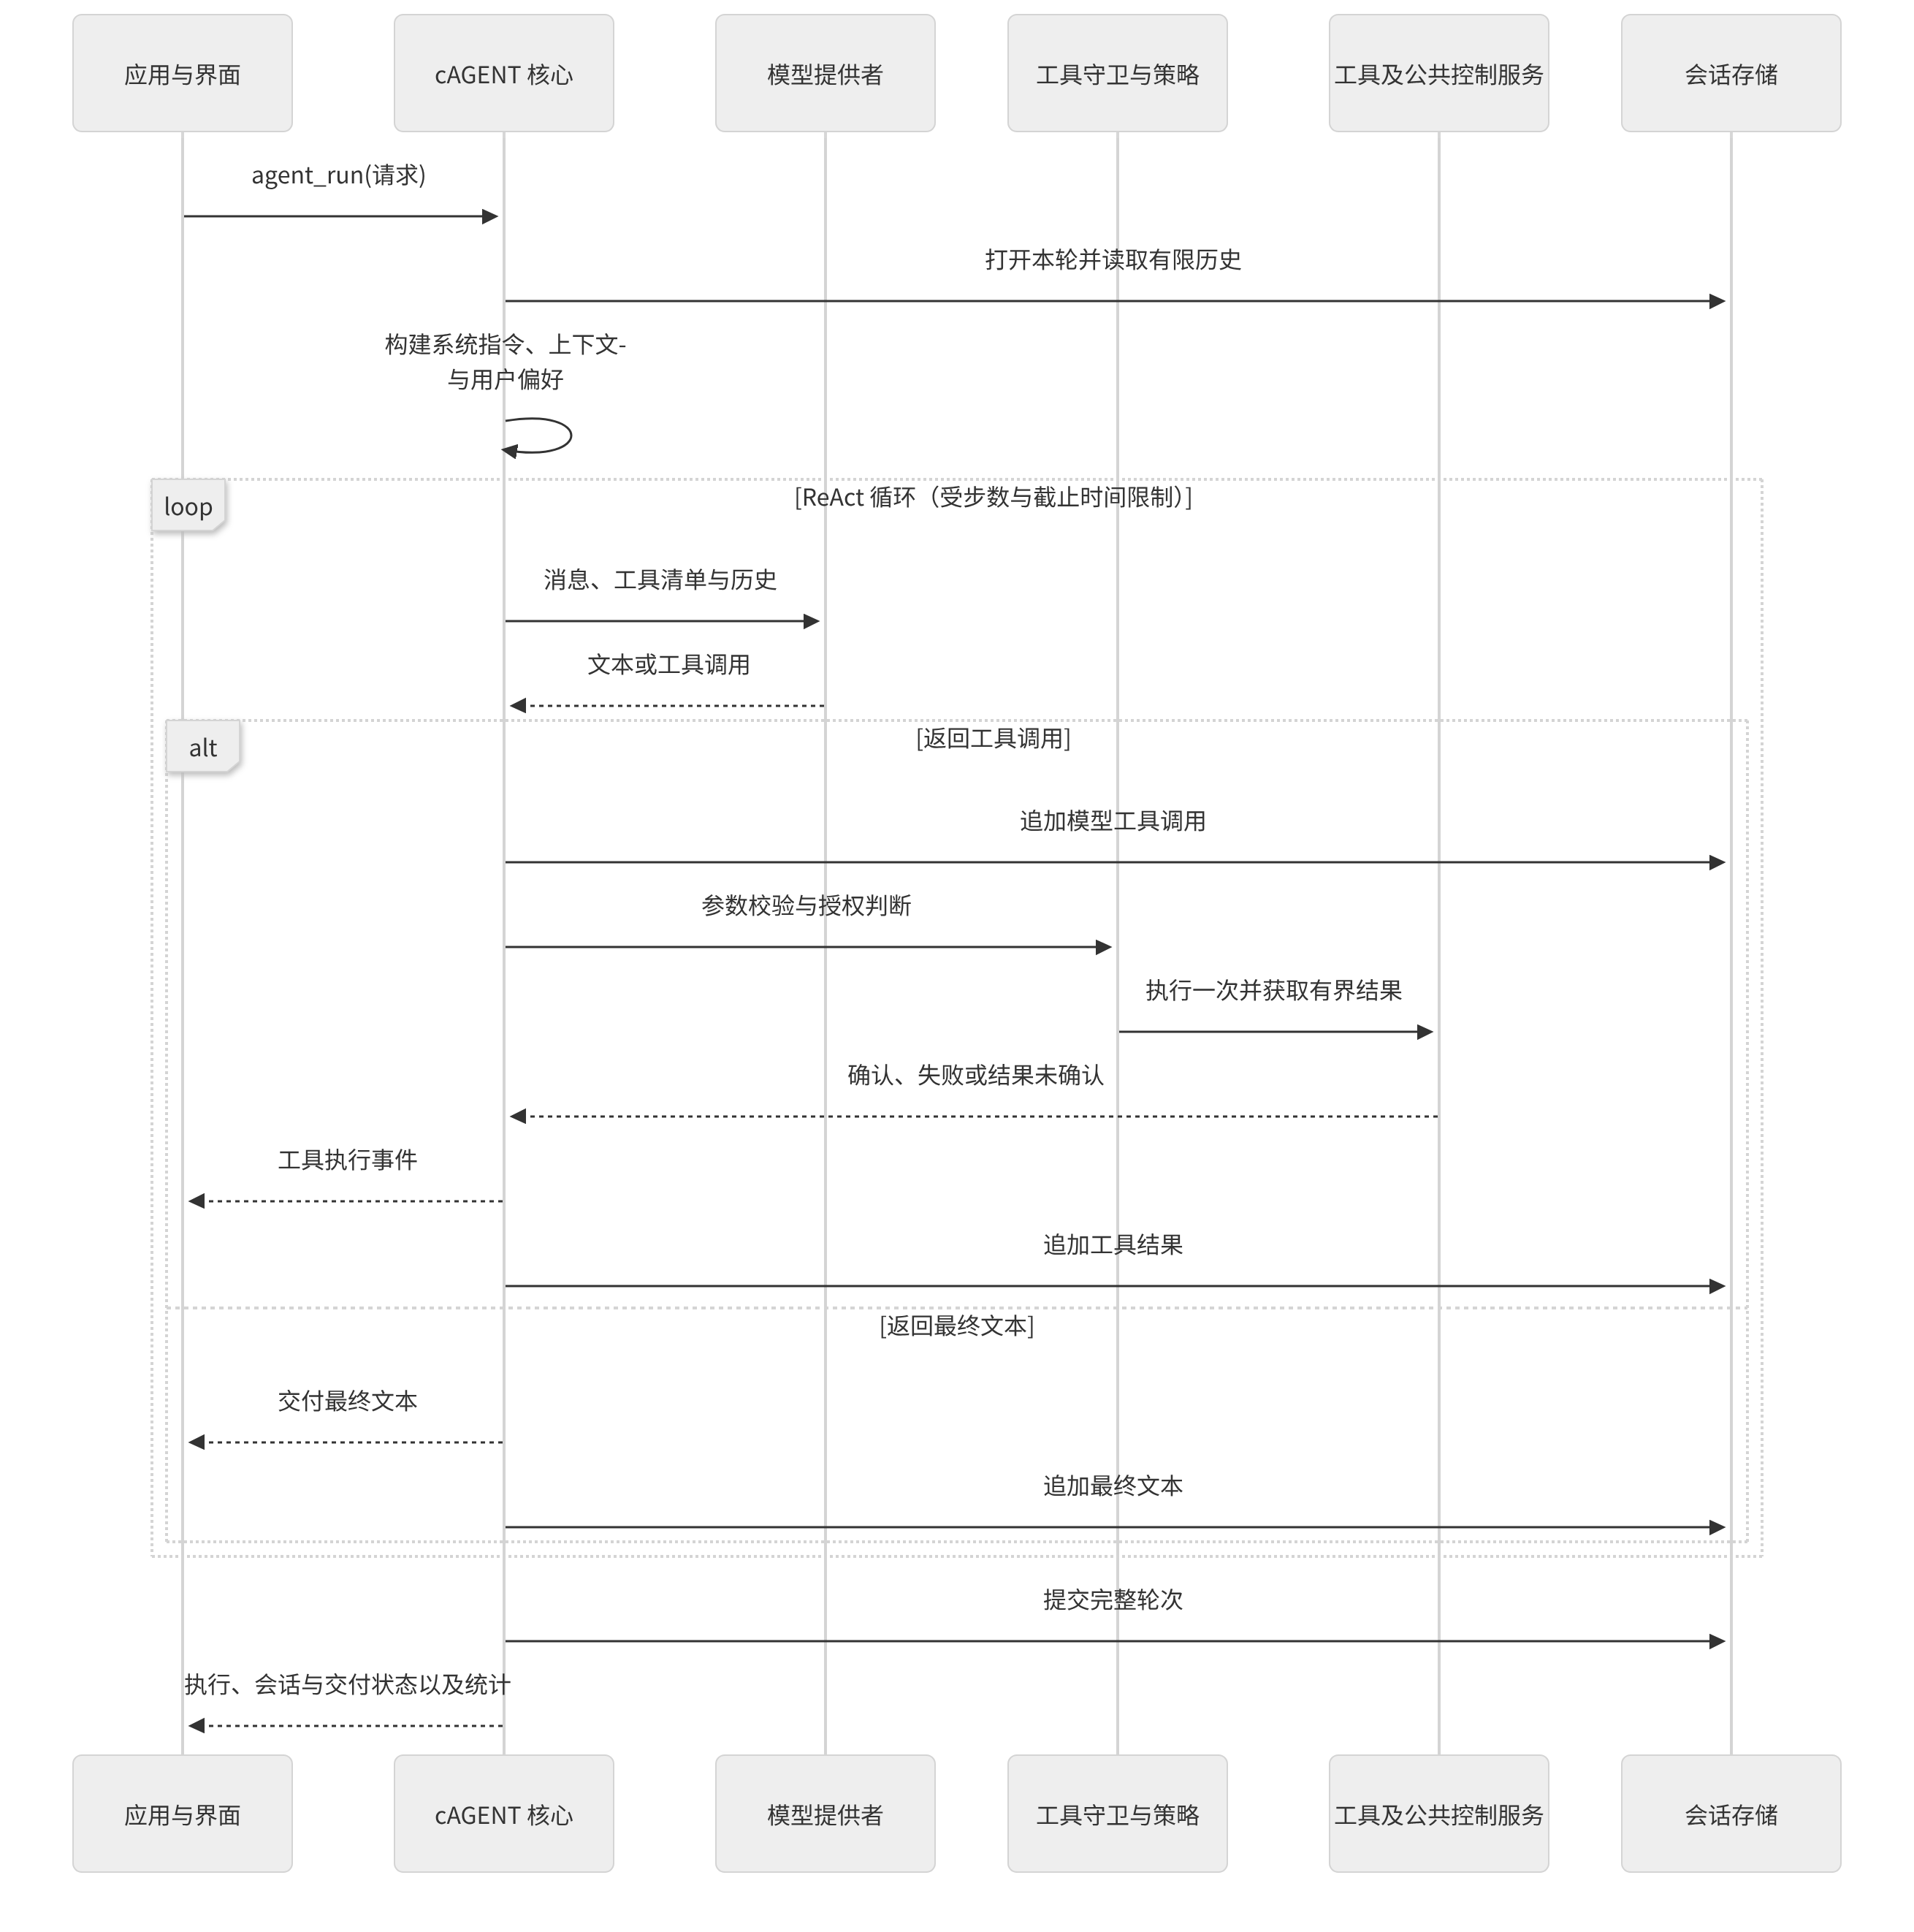 应用与界面
cAGENT 核心
模型提供者
工具守卫与策略
工具及公共控制服务
会话存储
agent_run(请求)
打开本轮并读取有限历史
构建系统指令、上下文-
与用户偏好
loop
[ReAct 循环（受步数与截止时间限制）]
消息、工具清单与历史
文本或工具调用
alt
[返回工具调用]
追加模型工具调用
参数校验与授权判断
执行一次并获取有界结果
确认、失败或结果未确认
工具执行事件
追加工具结果
[返回最终文本]
交付最终文本
追加最终文本
提交完整轮次
执行、会话与交付状态以及统计
应用与界面
cAGENT 核心
模型提供者
工具守卫与策略
工具及公共控制服务
会话存储